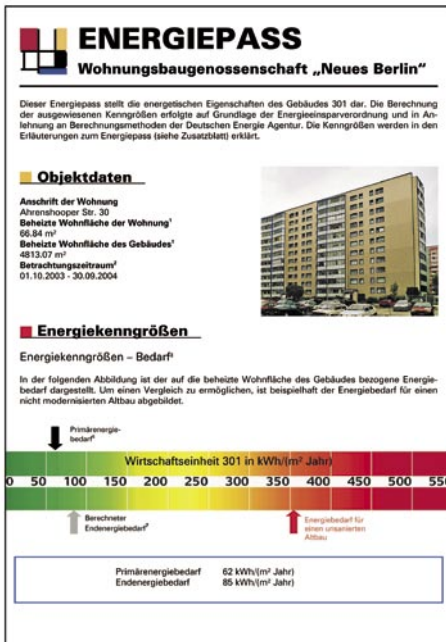 ENERGIEPASS
Wohnungsbaugenossenschaft „Neues Berlin“
Dieser Energiepass stellt die energetischen Eigenschaften des Gebäudes 301 dar. Die Berechnung
der ausgewiesenen Kenngrößen erfolgte auf Grundlage der Energieeinsparverordnung und in An-
lehnung an Berechnungsmethoden der Deutschen Energie Agentur. Die Kenngrößen werden in den
Erläuterungen zum Energiepass (siehe Zusatzblatt) erklärt.
Objektdaten
Anschrift der Wohnung
Ahrenshooper Str. 30
Beheizte Wohnfläche der Wohnung¹
66.84 m²
Beheizte Wohnfläche des Gebäudes¹
4813.07 m²
Betrachtungszeitraum²
01.10.2003 - 30.09.2004
Energiekenngrößen
Energiekenngrößen – Bedarf³
In der folgenden Abbildung ist der auf die beheizte Wohnfläche des Gebäudes bezogene Energie-
bedarf dargestellt. Um einen Vergleich zu ermöglichen, ist beispielhaft der Energiebedarf für einen
nicht modernisierten Altbau abgebildet.
Primärenergie-
bedarf⁴
Wirtschaftseinheit 301 in kWh/(m² Jahr)
0 50 100 150 200 250 300 350 400 450 500 550
Berechneter
Endenergiebedarf⁵
Energiebedarf für
einen unsanierten
Altbau
Primärenergiebedarf 62 kWh/(m² Jahr)
Endenergiebedarf 85 kWh/(m² Jahr)